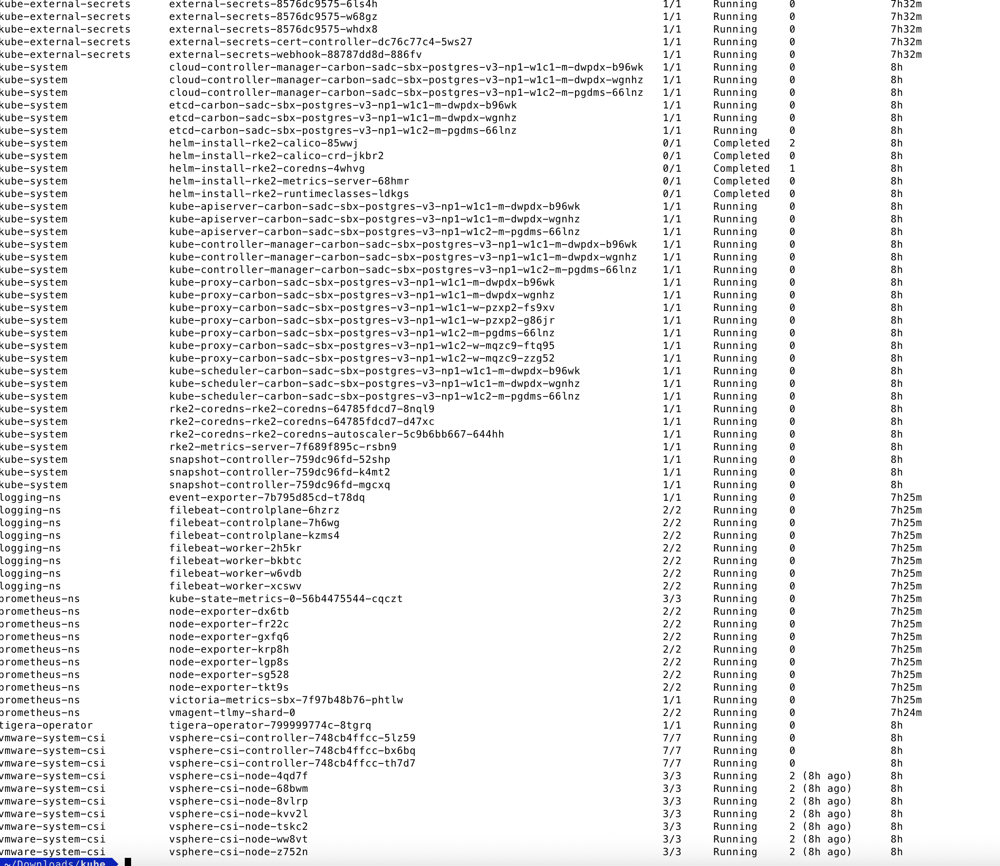 kube-external-secrets external-secrets-8576dc9575-6ls4h 1/1 Running 0 7h32m
kube-external-secrets external-secrets-8576dc9575-w68gz 1/1 Running 0 7h32m
kube-external-secrets external-secrets-8576dc9575-whdx8 1/1 Running 0 7h32m
kube-external-secrets external-secrets-cert-controller-dc76c77c4-5ws27 1/1 Running 0 7h32m
kube-external-secrets external-secrets-webhook-88787dd8d-886fv 1/1 Running 0 7h32m
kube-system cloud-controller-manager-carbon-sadc-sbx-postgres-v3-np1-w1c1-m-dwpdx-b96wk 1/1 Running 0 8h
kube-system cloud-controller-manager-carbon-sadc-sbx-postgres-v3-np1-w1c1-m-dwpdx-wgnhz 1/1 Running 0 8h
kube-system cloud-controller-manager-carbon-sadc-sbx-postgres-v3-np1-w1c2-m-pgdms-66lnz 1/1 Running 0 8h
kube-system etcd-carbon-sadc-sbx-postgres-v3-np1-w1c1-m-dwpdx-b96wk 1/1 Running 0 8h
kube-system etcd-carbon-sadc-sbx-postgres-v3-np1-w1c1-m-dwpdx-wgnhz 1/1 Running 0 8h
kube-system etcd-carbon-sadc-sbx-postgres-v3-np1-w1c2-m-pgdms-66lnz 1/1 Running 0 8h
kube-system helm-install-rke2-calico-85wwj 0/1 Completed 2 8h
kube-system helm-install-rke2-calico-crd-jkbr2 0/1 Completed 0 8h
kube-system helm-install-rke2-coredns-4whvg 0/1 Completed 1 8h
kube-system helm-install-rke2-metrics-server-68hmr 0/1 Completed 0 8h
kube-system helm-install-rke2-runtimeclasses-ldkgs 0/1 Completed 0 8h
kube-system kube-apiserver-carbon-sadc-sbx-postgres-v3-np1-w1c1-m-dwpdx-b96wk 1/1 Running 0 8h
kube-system kube-apiserver-carbon-sadc-sbx-postgres-v3-np1-w1c1-m-dwpdx-wgnhz 1/1 Running 0 8h
kube-system kube-apiserver-carbon-sadc-sbx-postgres-v3-np1-w1c2-m-pgdms-66lnz 1/1 Running 0 8h
kube-system kube-controller-manager-carbon-sadc-sbx-postgres-v3-np1-w1c1-m-dwpdx-b96wk 1/1 Running 0 8h
kube-system kube-controller-manager-carbon-sadc-sbx-postgres-v3-np1-w1c1-m-dwpdx-wgnhz 1/1 Running 0 8h
kube-system kube-controller-manager-carbon-sadc-sbx-postgres-v3-np1-w1c2-m-pgdms-66lnz 1/1 Running 0 8h
kube-system kube-proxy-carbon-sadc-sbx-postgres-v3-np1-w1c1-m-dwpdx-b96wk 1/1 Running 0 8h
kube-system kube-proxy-carbon-sadc-sbx-postgres-v3-np1-w1c1-m-dwpdx-wgnhz 1/1 Running 0 8h
kube-system kube-proxy-carbon-sadc-sbx-postgres-v3-np1-w1c1-w-pzxp2-fs9xv 1/1 Running 0 8h
kube-system kube-proxy-carbon-sadc-sbx-postgres-v3-np1-w1c1-w-pzxp2-g86jr 1/1 Running 0 8h
kube-system kube-proxy-carbon-sadc-sbx-postgres-v3-np1-w1c2-m-pgdms-66lnz 1/1 Running 0 8h
kube-system kube-proxy-carbon-sadc-sbx-postgres-v3-np1-w1c2-w-mqzc9-ftq95 1/1 Running 0 8h
kube-system kube-proxy-carbon-sadc-sbx-postgres-v3-np1-w1c2-w-mqzc9-zzg52 1/1 Running 0 8h
kube-system kube-scheduler-carbon-sadc-sbx-postgres-v3-np1-w1c1-m-dwpdx-b96wk 1/1 Running 0 8h
kube-system kube-scheduler-carbon-sadc-sbx-postgres-v3-np1-w1c1-m-dwpdx-wgnhz 1/1 Running 0 8h
kube-system kube-scheduler-carbon-sadc-sbx-postgres-v3-np1-w1c2-m-pgdms-66lnz 1/1 Running 0 8h
kube-system rke2-coredns-rke2-coredns-64785fdcd7-8nql9 1/1 Running 0 8h
kube-system rke2-coredns-rke2-coredns-64785fdcd7-d47xc 1/1 Running 0 8h
kube-system rke2-coredns-rke2-coredns-autoscaler-5c9b6bb667-644hh 1/1 Running 0 8h
kube-system rke2-metrics-server-7f689f895c-rsbn9 1/1 Running 0 8h
kube-system snapshot-controller-759dc96fd-52shp 1/1 Running 0 8h
kube-system snapshot-controller-759dc96fd-k4mt2 1/1 Running 0 8h
kube-system snapshot-controller-759dc96fd-mgcxq 1/1 Running 0 8h
logging-ns event-exporter-7b795d85cd-t78dq 1/1 Running 0 7h25m
logging-ns filebeat-controlplane-6hzrz 2/2 Running 0 7h25m
logging-ns filebeat-controlplane-7h6wg 2/2 Running 0 7h25m
logging-ns filebeat-controlplane-kzms4 2/2 Running 0 7h25m
logging-ns filebeat-worker-2h5kr 2/2 Running 0 7h25m
logging-ns filebeat-worker-bkbtc 2/2 Running 0 7h25m
logging-ns filebeat-worker-w6vdb 2/2 Running 0 7h25m
logging-ns filebeat-worker-xcswv 2/2 Running 0 7h25m
prometheus-ns kube-state-metrics-0-56b4475544-cqczt 3/3 Running 0 7h25m
prometheus-ns node-exporter-dx6tb 2/2 Running 0 7h25m
prometheus-ns node-exporter-fr22c 2/2 Running 0 7h25m
prometheus-ns node-exporter-gxfq6 2/2 Running 0 7h25m
prometheus-ns node-exporter-krp8h 2/2 Running 0 7h25m
prometheus-ns node-exporter-lgp8s 2/2 Running 0 7h25m
prometheus-ns node-exporter-sg528 2/2 Running 0 7h25m
prometheus-ns node-exporter-tkt9s 2/2 Running 0 7h25m
prometheus-ns victoria-metrics-sbx-7f97b48b76-phtlw 1/1 Running 0 7h25m
prometheus-ns vmagent-tlmy-shard-0 2/2 Running 0 7h24m
tigera-operator tigera-operator-799999774c-8tgrq 1/1 Running 0 8h
vmware-system-csi vsphere-csi-controller-748cb4ffcc-5lz59 7/7 Running 0 8h
vmware-system-csi vsphere-csi-controller-748cb4ffcc-bx6bq 7/7 Running 0 8h
vmware-system-csi vsphere-csi-controller-748cb4ffcc-th7d7 7/7 Running 0 8h
vmware-system-csi vsphere-csi-node-4qd7f 3/3 Running 2 (8h ago) 8h
vmware-system-csi vsphere-csi-node-68bwm 3/3 Running 2 (8h ago) 8h
vmware-system-csi vsphere-csi-node-8vlrp 3/3 Running 2 (8h ago) 8h
vmware-system-csi vsphere-csi-node-kvv2l 3/3 Running 2 (8h ago) 8h
vmware-system-csi vsphere-csi-node-tskc2 3/3 Running 2 (8h ago) 8h
vmware-system-csi vsphere-csi-node-ww8vt 3/3 Running 2 (8h ago) 8h
vmware-system-csi vsphere-csi-node-z752n 3/3 Running 2 (8h ago) 8h
~/Downloads/kube